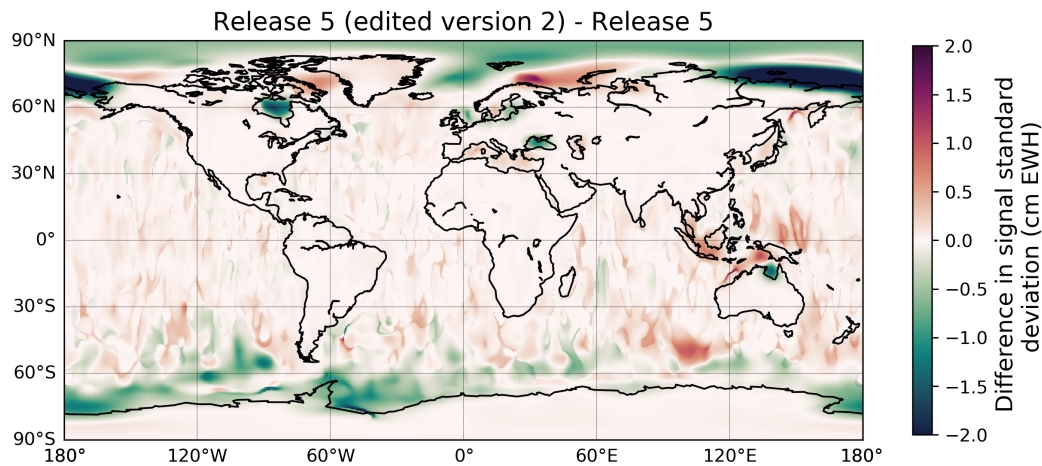 Release 5 (edited version 2) - Release 5
90°N
60°N
30°N
0°
30°S
60°S
90°S
180° 120°W 60°W 0° 60°E 120°E 180°
2.0
1.5
1.0
0.5
0.0
−0.5
−1.0
−1.5
−2.0
Difference in signal standard
deviation (cm EWH)